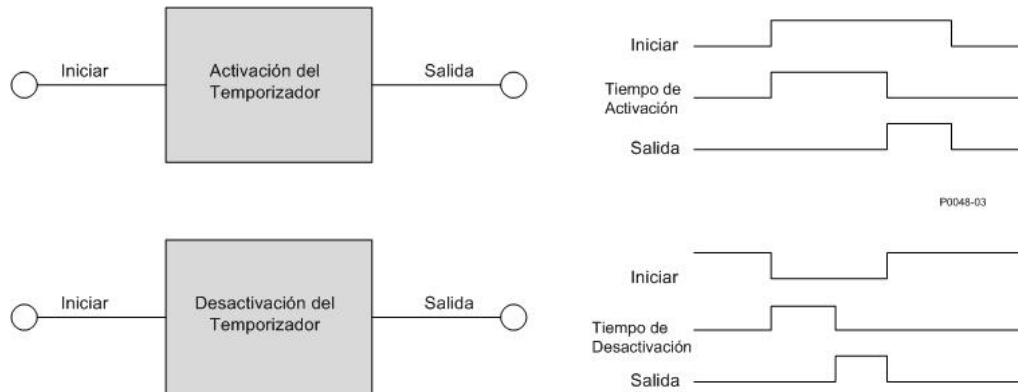 Iniciar
Activación del
Temporizador
Salida
Iniciar
Tiempo de
Activación
Salida
P0048-03
Iniciar
Desactivación del
Temporizador
Salida
Iniciar
Tiempo de
Desactivación
Salida